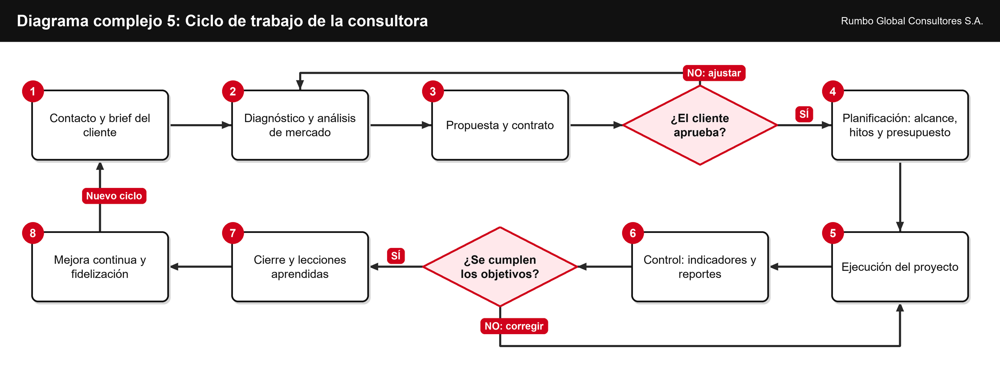 Diagrama complejo 5: Ciclo de trabajo de la consultora
Rumbo Global Consultores S.A.
NO: ajustar
1
Contacto y brief del
cliente
2
Diagnóstico y análisis
de mercado
3
Propuesta y contrato
¿El cliente
aprueba?
SÍ
4
Planificación: alcance,
hitos y presupuesto
Nuevo ciclo
8
Mejora continua y
fidelización
7
Cierre y lecciones
aprendidas
SÍ
¿Se cumplen
los objetivos?
6
Control: indicadores y
reportes
5
Ejecución del proyecto
NO: corregir